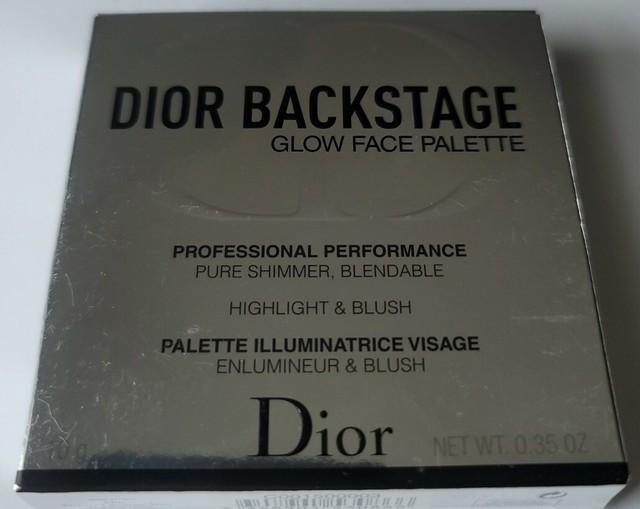 DIOR BACKSTAGE
GLOW FACE PALETTE
PROFESSIONAL PERFORMANCE
PURE SHIMMER, BLENDABLE
HIGHLIGHT & BLUSH
PALETTE ILLUMINATRICE VISAGE
ENLUMINEUR & BLUSH
Dior
10 g
NET WT. 0.35 OZ